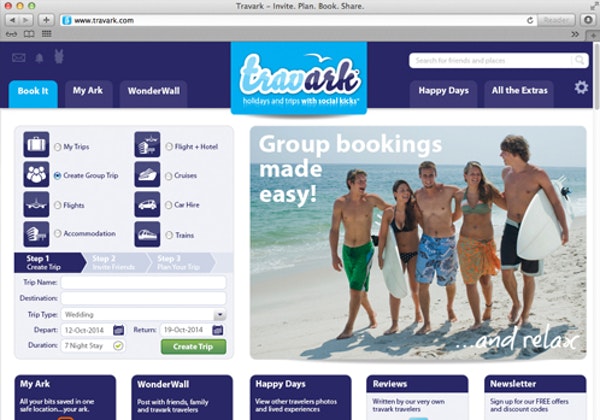 Travark – Invite. Plan. Book. Share.
www.travark.com
Reader
Search for friends and places
travark
holidays and trips with social kicks™
Book It
My Ark
WonderWall
Happy Days
All the Extras
My Trips
Flight + Hotel
Create Group Trip
Cruises
Flights
Car Hire
Accommodation
Trains
Step 1
Create Trip
Step 2
Invite Friends
Step 3
Plan Your Trip
Trip Name:
Destination:
Trip Type: Wedding
Depart: 12-Oct-2014 Return: 19-Oct-2014
Duration: 7 Night Stay
Create Trip
Group bookings
made
easy!
...and relax
My Ark
All your bits saved in one
safe location....your ark.
WonderWall
Post with friends, family
and travark travelers
Happy Days
View other travelers photos
and lived experiences
Reviews
Written by our very own
travark travelers
Newsletter
Sign up for our FREE offers
and discount codes